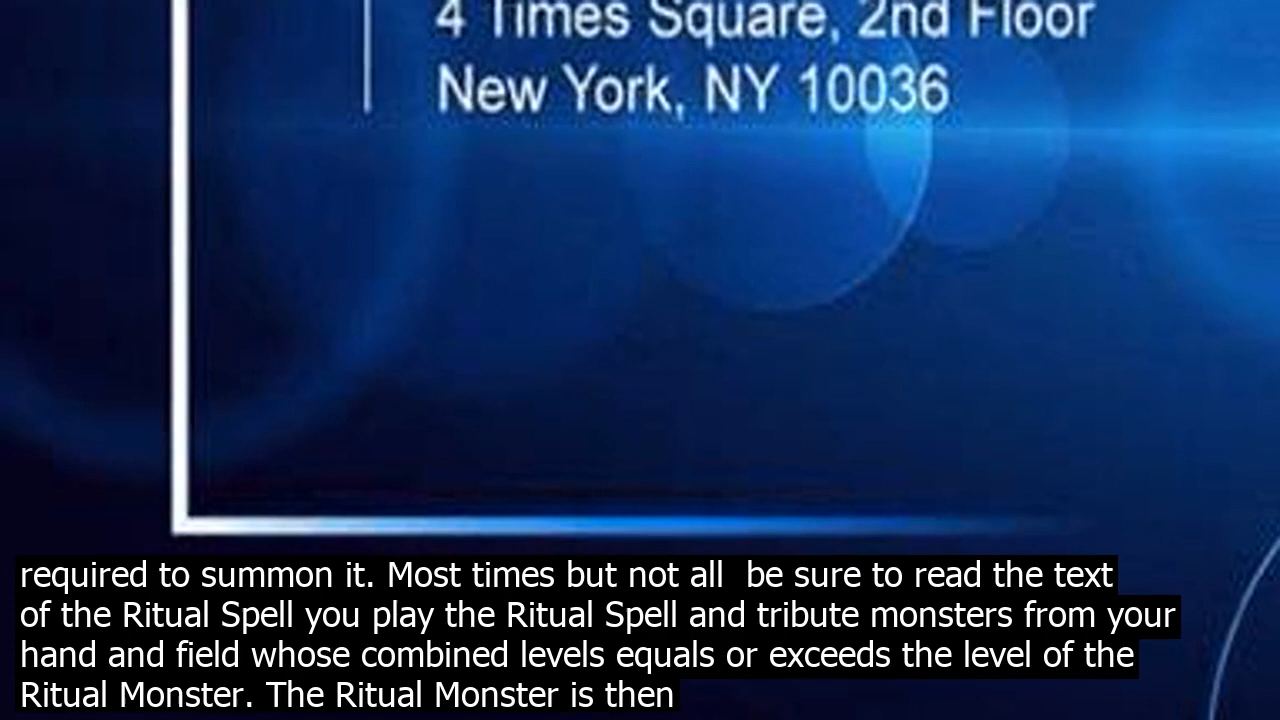 4 Times Square, 2nd Floor
New York, NY 10036
required to summon it. Most times but not all  be sure to read the text
of the Ritual Spell you play the Ritual Spell and tribute monsters from your
hand and field whose combined levels equals or exceeds the level of the
Ritual Monster. The Ritual Monster is then